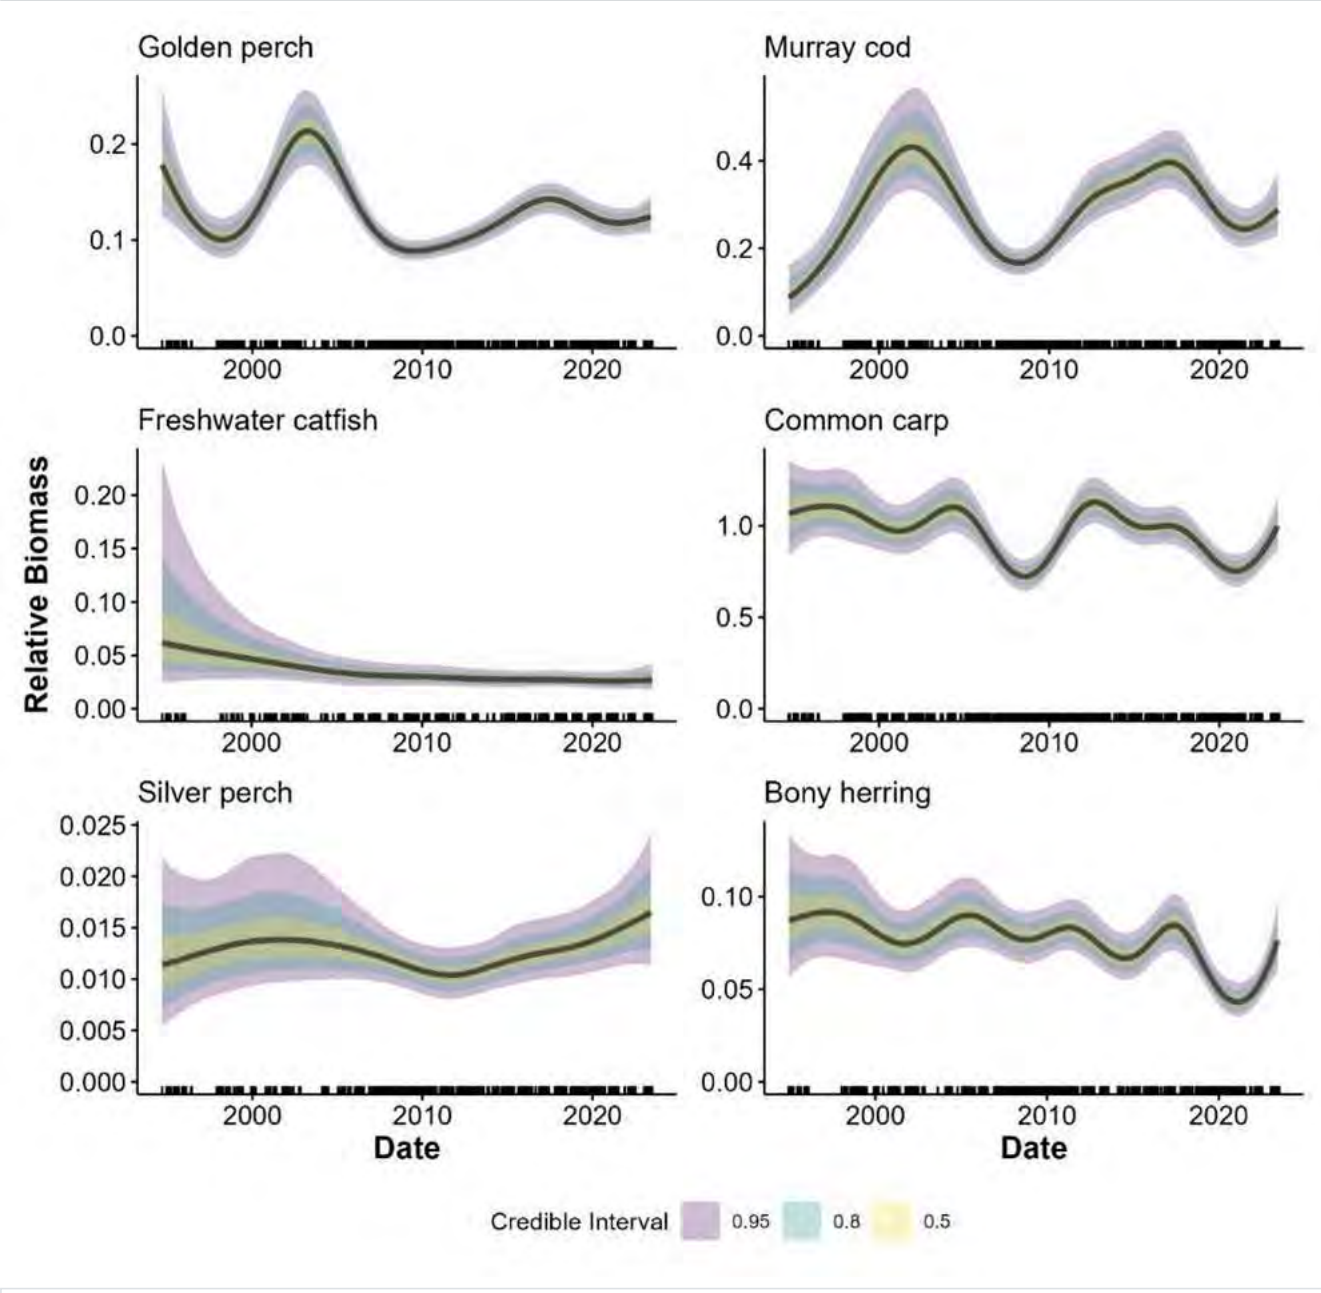 Golden perch
0.2
0.1
0.0
2000 2010 2020
Murray cod
0.4
0.2
0.0
2000 2010 2020
Freshwater catfish
0.20
0.15
0.10
0.05
0.00
2000 2010 2020
Common carp
1.0
0.5
0.0
2000 2010 2020
Relative Biomass
Silver perch
0.025
0.020
0.015
0.010
0.005
0.000
2000 2010 2020
Date
Bony herring
0.10
0.05
0.00
2000 2010 2020
Date
Credible Interval 0.95 0.8 0.5